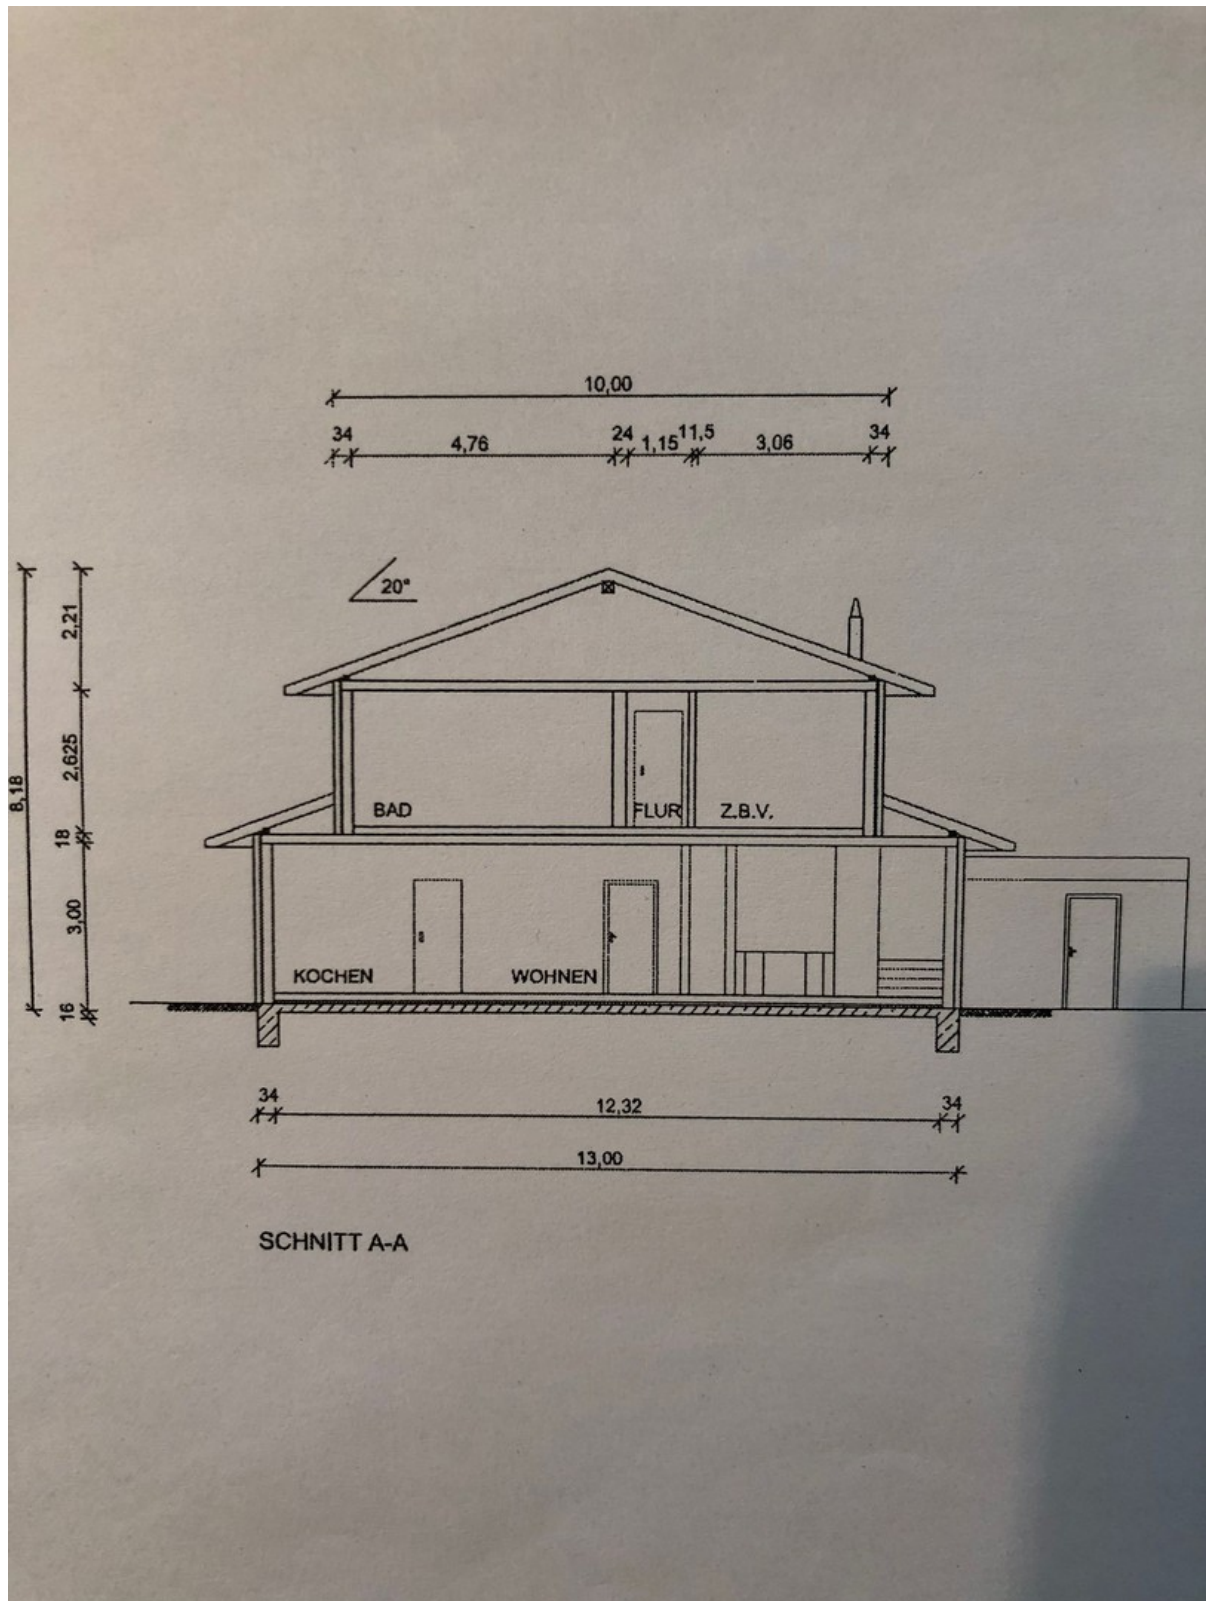 10,00
34 4,76 24 1,15 11,5 3,06 34
20°
2,21
2,625
8,18
18
3,00
16
BAD FLUR Z.B.V.
KOCHEN WOHNEN
34 12,32 34
13,00
SCHNITT A-A